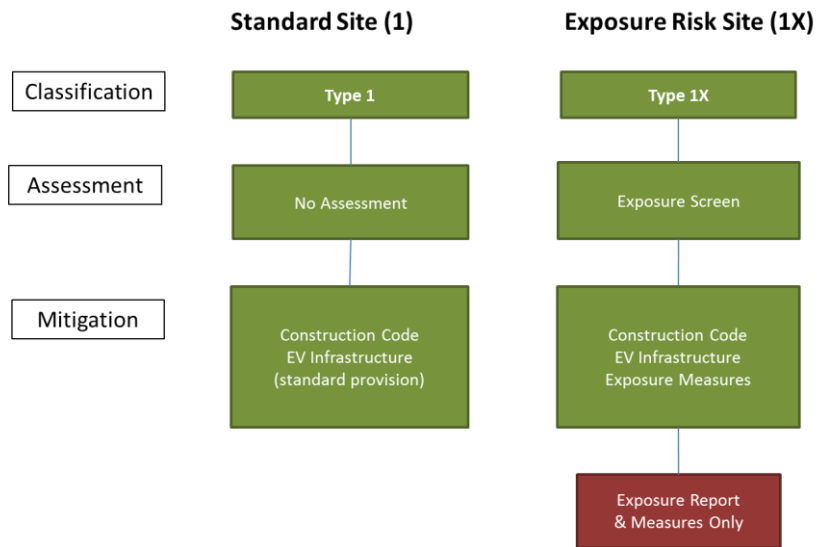 Standard Site (1)
Exposure Risk Site (1X)
Classification
Type 1
Type 1X
Assessment
No Assessment
Exposure Screen
Mitigation
Construction Code
EV Infrastructure
(standard provision)
Construction Code
EV Infrastructure
Exposure Measures
Exposure Report
& Measures Only